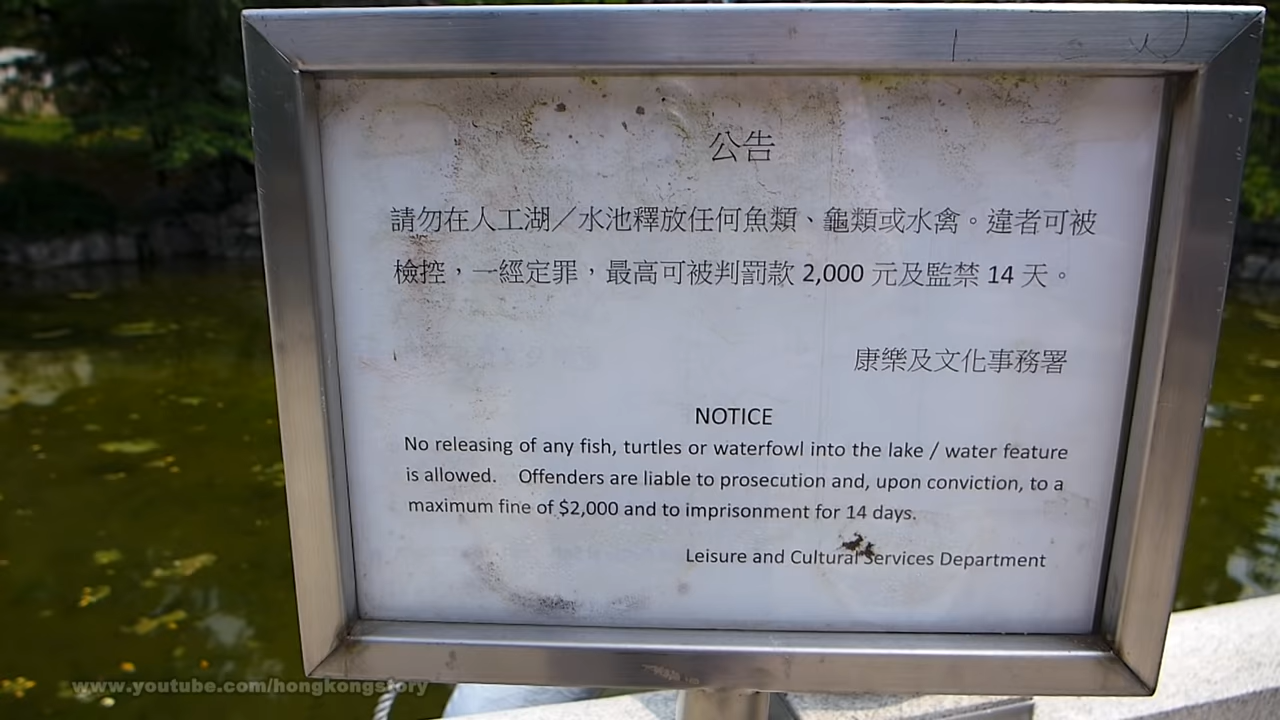 公告
請勿在人工湖／水池釋放任何魚類、龜類或水禽。違者可被
檢控，一經定罪，最高可被判罰款 2,000 元及監禁 14 天。
康樂及文化事務署
NOTICE
No releasing of any fish, turtles or waterfowl into the lake / water feature
is allowed. Offenders are liable to prosecution and, upon conviction, to a
maximum fine of $2,000 and to imprisonment for 14 days.
Leisure and Cultural Services Department
www.youtube.com/hongkongstory